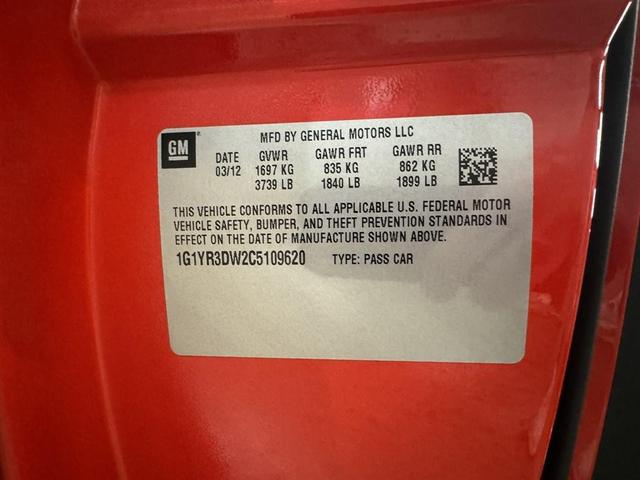 GM
MFD BY GENERAL MOTORS LLC
DATE GVWR GAWR FRT GAWR RR
03/12 1697 KG 835 KG 862 KG
3739 LB 1840 LB 1899 LB
THIS VEHICLE CONFORMS TO ALL APPLICABLE U.S. FEDERAL MOTOR
VEHICLE SAFETY, BUMPER, AND THEFT PREVENTION STANDARDS IN
EFFECT ON THE DATE OF MANUFACTURE SHOWN ABOVE.
1G1YR3DW2C5109620 TYPE: PASS CAR